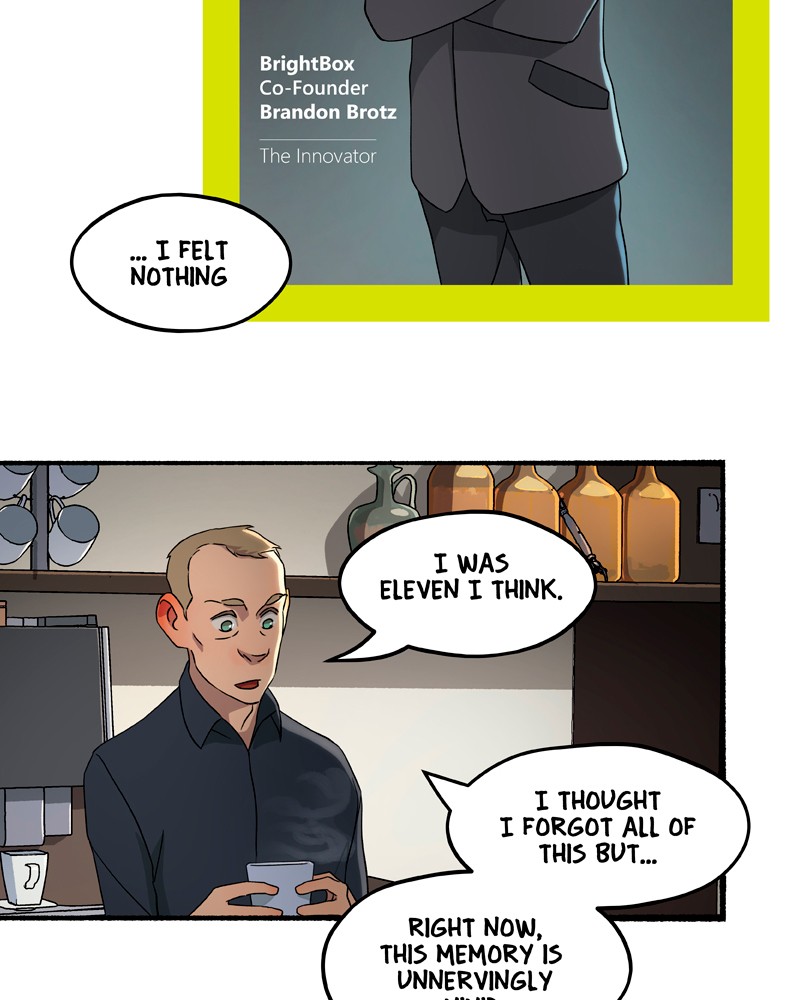 BrightBox
Co-Founder
Brandon Brotz
The Innovator
... I FELT
NOTHING
I WAS
ELEVEN I THINK.
I THOUGHT
I FORGOT ALL OF
THIS BUT...
RIGHT NOW,
THIS MEMORY IS
UNNERVINGLY